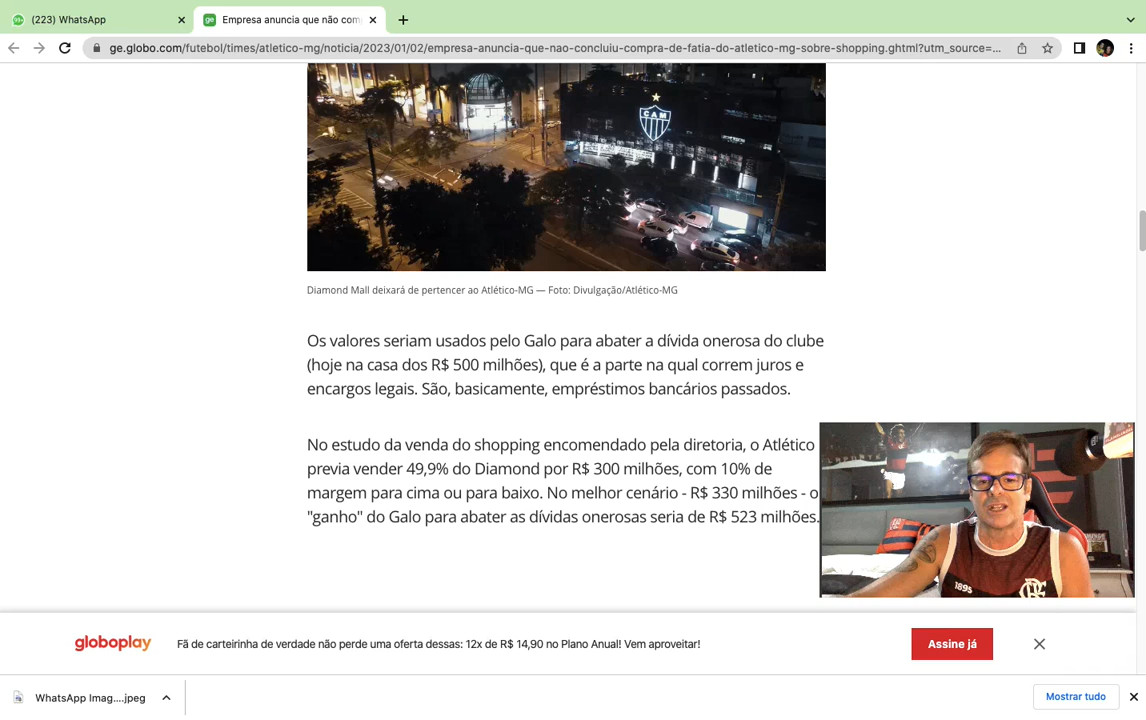 (223) WhatsApp
Empresa anuncia que não com
ge.globo.com/futebol/times/atletico-mg/noticia/2023/01/02/empresa-anuncia-que-nao-concluiu-compra-de-fatia-do-atletico-mg-sobre-shopping.ghtml?utm_source=...
CAM
Diamond Mall deixará de pertencer ao Atlético-MG — Foto: Divulgação/Atlético-MG
Os valores seriam usados pelo Galo para abater a dívida onerosa do clube
(hoje na casa dos R$ 500 milhões), que é a parte na qual correm juros e
encargos legais. São, basicamente, empréstimos bancários passados.
No estudo da venda do shopping encomendado pela diretoria, o Atlético
previa vender 49,9% do Diamond por R$ 300 milhões, com 10% de
margem para cima ou para baixo. No melhor cenário - R$ 330 milhões - o
"ganho" do Galo para abater as dívidas onerosas seria de R$ 523 milhões.
1895
globoplay
Fã de carteirinha de verdade não perde uma oferta dessas: 12x de R$ 14,90 no Plano Anual! Vem aproveitar!
Assine já
WhatsApp Imag....jpeg
Mostrar tudo